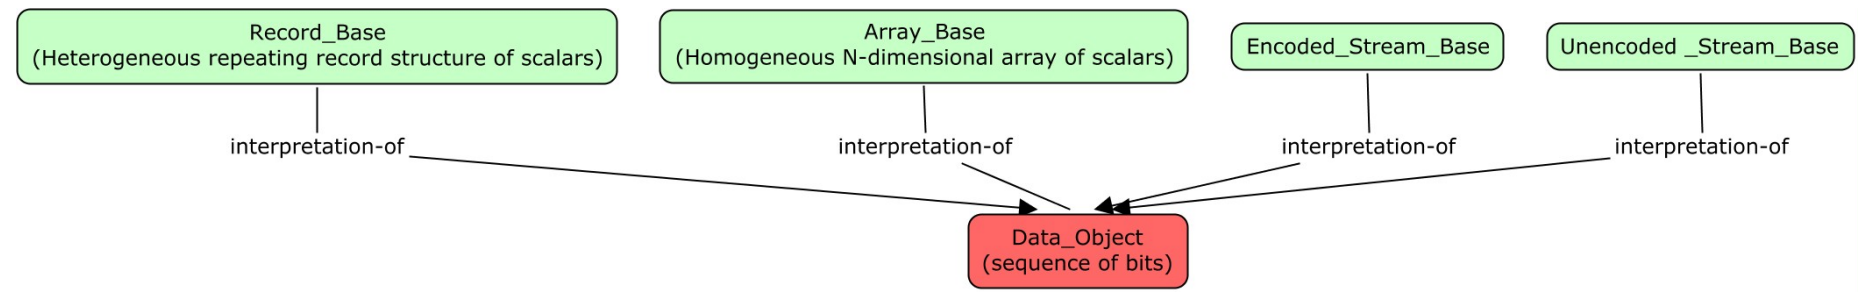 Record_Base
(Heterogeneous repeating record structure of scalars)
Array_Base
(Homogeneous N-dimensional array of scalars)
Encoded_Stream_Base
Unencoded _Stream_Base
interpretation-of
interpretation-of
interpretation-of
interpretation-of
Data_Object
(sequence of bits)